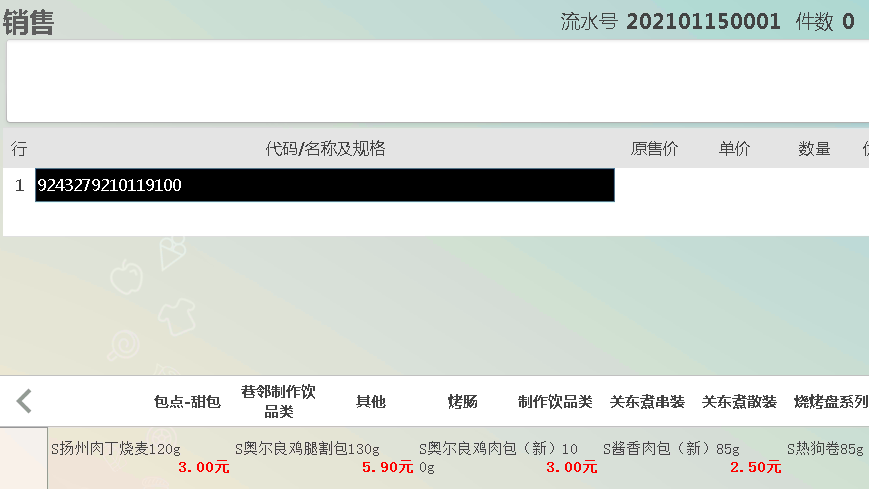 销售
流水号 202101150001 件数 0
行 代码/名称及规格 原售价 单价 数量
1 9243279210119100
包点-甜包 巷邻制作饮品类 其他 烤肠 制作饮品类 关东煮串装 关东煮散装 烧烤盘系列
S扬州肉丁烧麦120g
3.00元
S奥尔良鸡腿割包130g
5.90元
S奥尔良鸡肉包（新）10
0g
3.00元
S酱香肉包（新）85g
2.50元
S热狗卷85g